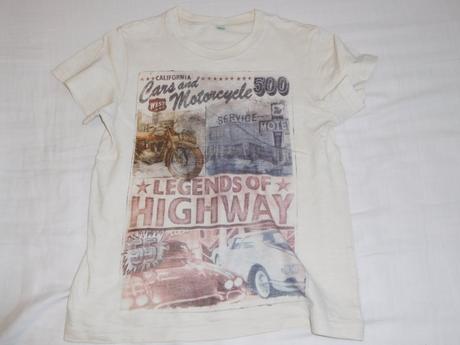 CALIFORNIA
Cars and
Motorcycle 500
WEST
SERVICE
MOTEL
LEGENDS OF
HIGHWAY